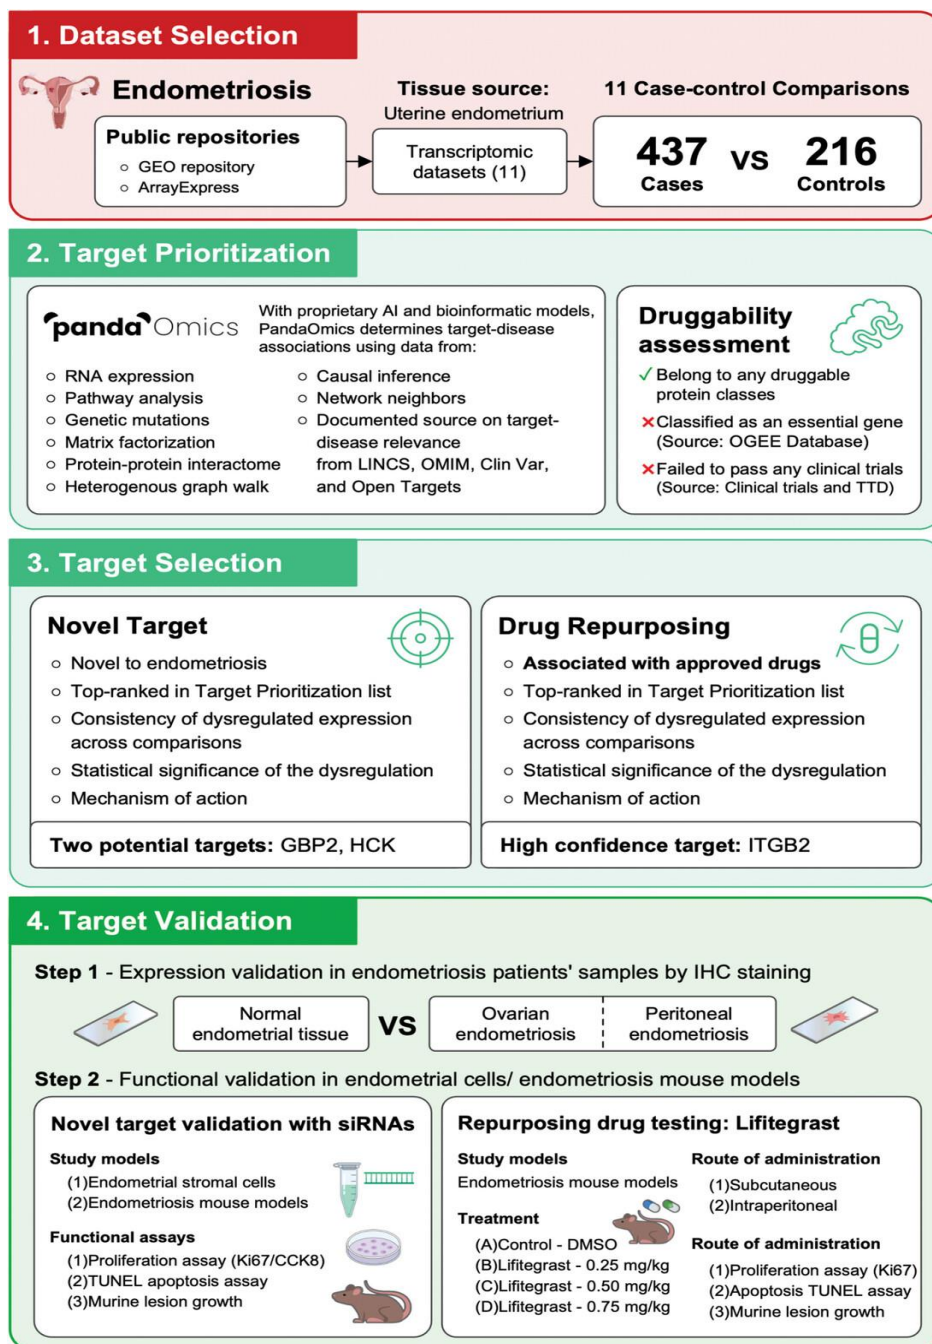 1. Dataset Selection
Endometriosis
Public repositories
○ GEO repository
○ ArrayExpress
Tissue source:
Uterine endometrium
Transcriptomic
datasets (11)
11 Case-control Comparisons
437 VS 216
Cases Controls
2. Target Prioritization
panda Omics
With proprietary AI and bioinformatic models,
PandaOmics determines target-disease
associations using data from:
○ RNA expression
○ Pathway analysis
○ Genetic mutations
○ Matrix factorization
○ Protein-protein interactome
○ Heterogenous graph walk
○ Causal inference
○ Network neighbors
○ Documented source on target-
disease relevance
from LINCS, OMIM, Clin Var,
and Open Targets
Druggability
assessment
✓ Belong to any druggable
protein classes
✕ Classified as an essential gene
(Source: OGEE Database)
✕ Failed to pass any clinical trials
(Source: Clinical trials and TTD)
3. Target Selection
Novel Target
○ Novel to endometriosis
○ Top-ranked in Target Prioritization list
○ Consistency of dysregulated expression
across comparisons
○ Statistical significance of the dysregulation
○ Mechanism of action
Two potential targets: GBP2, HCK
Drug Repurposing
○ Associated with approved drugs
○ Top-ranked in Target Prioritization list
○ Consistency of dysregulated expression
across comparisons
○ Statistical significance of the dysregulation
○ Mechanism of action
High confidence target: ITGB2
4. Target Validation
Step 1 - Expression validation in endometriosis patients' samples by IHC staining
Normal
endometrial tissue
VS
Ovarian
endometriosis
Peritoneal
endometriosis
Step 2 - Functional validation in endometrial cells/ endometriosis mouse models
Novel target validation with siRNAs
Study models
(1)Endometrial stromal cells
(2)Endometriosis mouse models
Functional assays
(1)Proliferation assay (Ki67/CCK8)
(2)TUNEL apoptosis assay
(3)Murine lesion growth
Repurposing drug testing: Lifitegrast
Study models
Endometriosis mouse models
Treatment
(A)Control - DMSO
(B)Lifitegrast - 0.25 mg/kg
(C)Lifitegrast - 0.50 mg/kg
(D)Lifitegrast - 0.75 mg/kg
Route of administration
(1)Subcutaneous
(2)Intraperitoneal
Route of administration
(1)Proliferation assay (Ki67)
(2)Apoptosis TUNEL assay
(3)Murine lesion growth